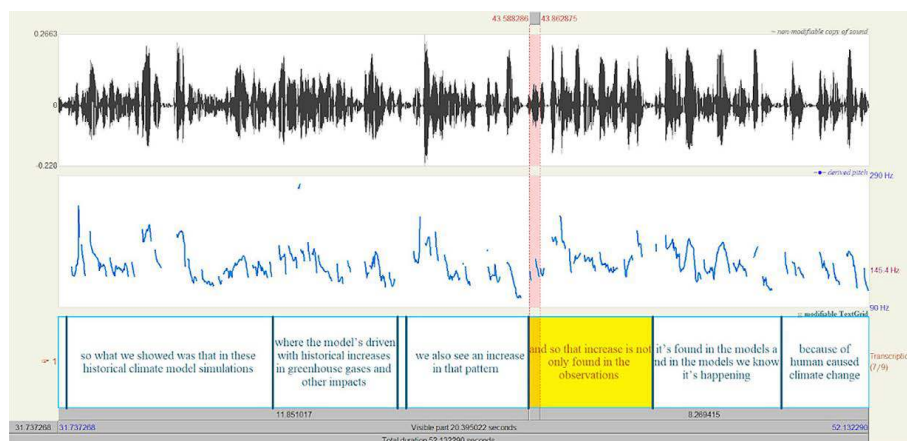 43.588286 43.862875
0.2663
~ non-modifiable copy of sound
0
-0.228
derived pitch
290 Hz
145.4 Hz
90 Hz
modifiable TextGrid
1
so what we showed was that in these
historical climate model simulations
where the model's driven
with historical increases
in greenhouse gases and
other impacts
we also see an increase
in that pattern
and so that increase is not
only found in the
observations
it's found in the models a
nd in the models we know
it's happening
because of
human caused
climate change
Transcription
(7/9)
11.851017
8.269415
31.737268
31.737268
Visible part 20.395022 seconds
52.132290
Total duration 52.132290 seconds